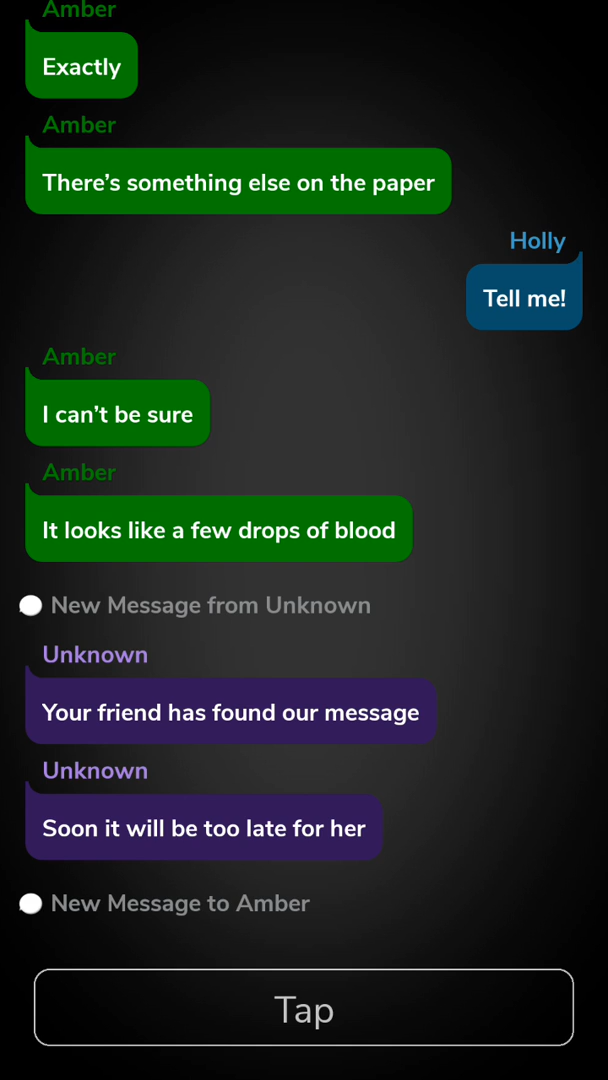 Amber
Exactly
Amber
There’s something else on the paper
Holly
Tell me!
Amber
I can’t be sure
Amber
It looks like a few drops of blood
New Message from Unknown
Unknown
Your friend has found our message
Unknown
Soon it will be too late for her
New Message to Amber
Tap